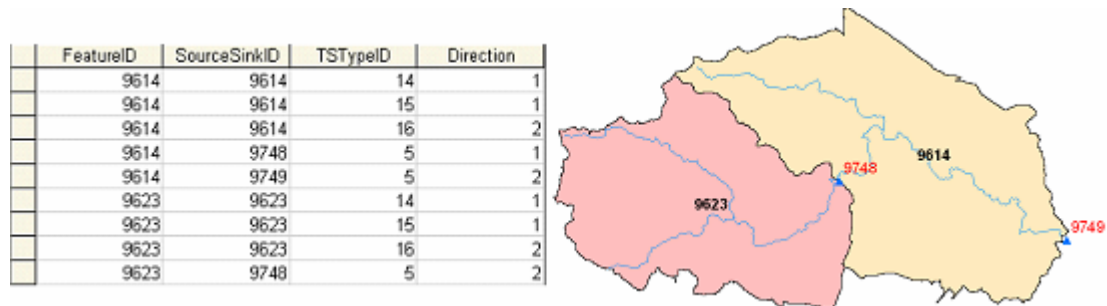 FeatureID SourceSinkID TSTypeID Direction
9614 9614 14 1
9614 9614 15 1
9614 9614 16 2
9614 9748 5 1
9614 9749 5 2
9623 9623 14 1
9623 9623 15 1
9623 9623 16 2
9623 9748 5 2
9614
9748
9623
9749